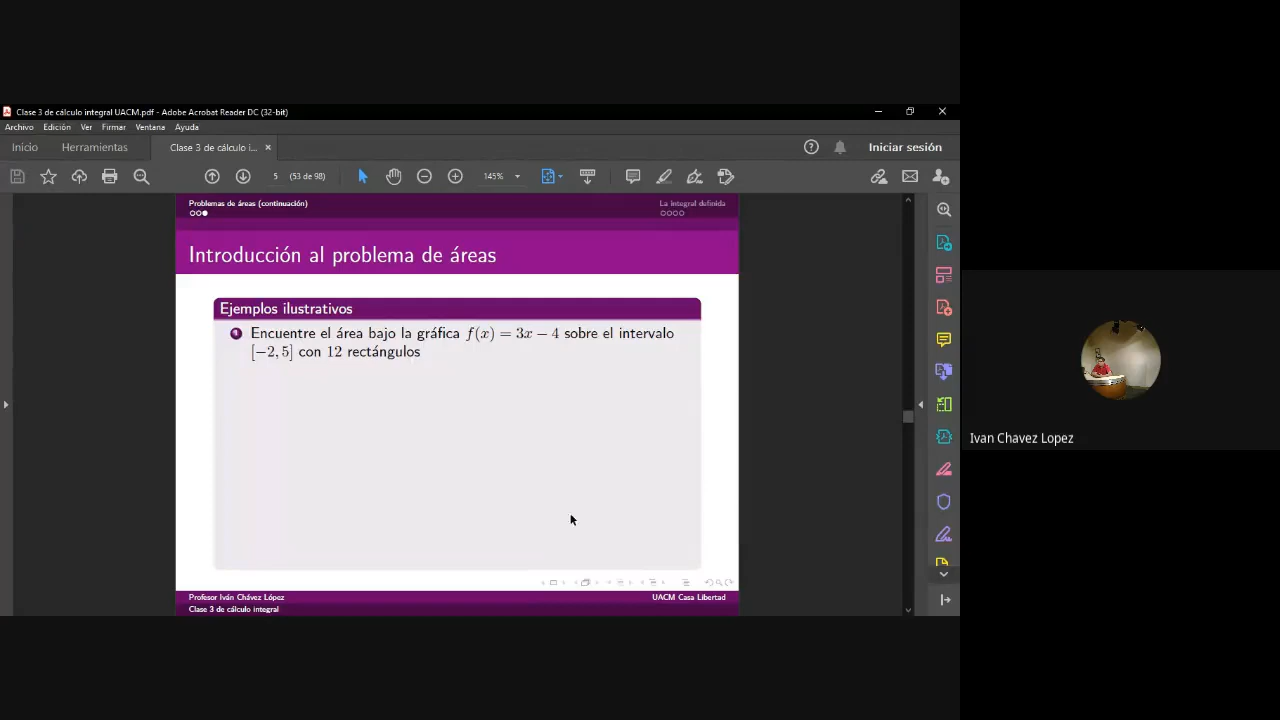 Clase 3 de cálculo integral UACM.pdf - Adobe Acrobat Reader DC (32-bit)
Archivo Edición Ver Firmar Ventana Ayuda
Inicio Herramientas Clase 3 de cálculo i... × Iniciar sesión
5 (53 de 98) 145%
Problemas de áreas (continuación) La integral definida
Introducción al problema de áreas
Ejemplos ilustrativos
1 Encuentre el área bajo la gráfica f(x) = 3x − 4 sobre el intervalo
[−2, 5] con 12 rectángulos
Ivan Chavez Lopez
Profesor Iván Chávez López UACM Casa Libertad
Clase 3 de cálculo integral